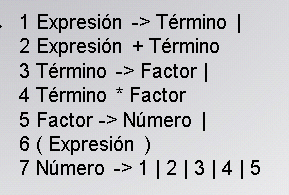 1 Expresión -> Término |
2 Expresión + Término
3 Término -> Factor |
4 Término * Factor
5 Factor -> Número |
6 ( Expresión )
7 Número -> 1 | 2 | 3 | 4 | 5